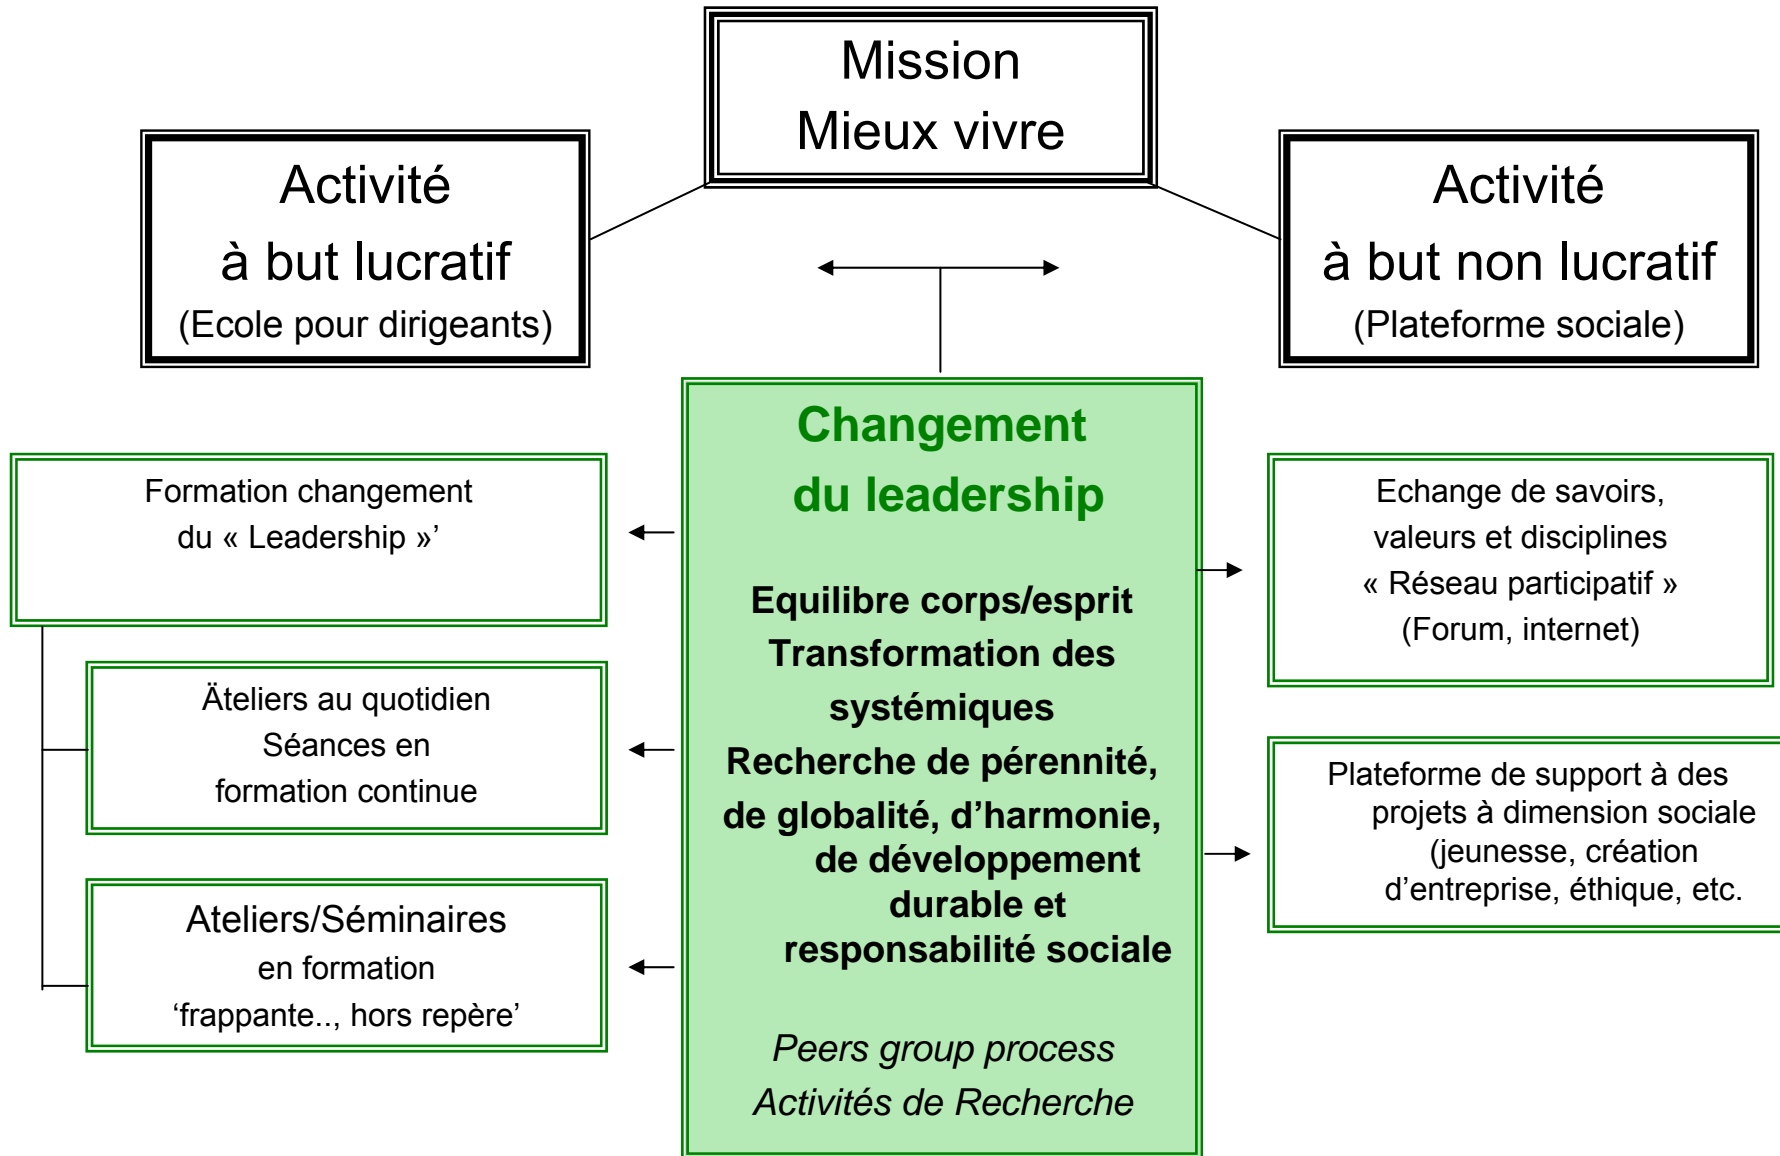 Mission
Mieux vivre
Activité
à but lucratif
(Ecole pour dirigeants)
Activité
à but non lucratif
(Plateforme sociale)
Changement
du leadership
Equilibre corps/esprit
Transformation des
systémiques
Recherche de pérennité,
de globalité, d’harmonie,
de développement
durable et
responsabilité sociale
Peers group process
Activités de Recherche
Formation changement
du « Leadership »’
Äteliers au quotidien
Séances en
formation continue
Ateliers/Séminaires
en formation
‘frappante.., hors repère’
Echange de savoirs,
valeurs et disciplines
« Réseau participatif »
(Forum, internet)
Plateforme de support à des
projets à dimension sociale
(jeunesse, création
d’entreprise, éthique, etc.